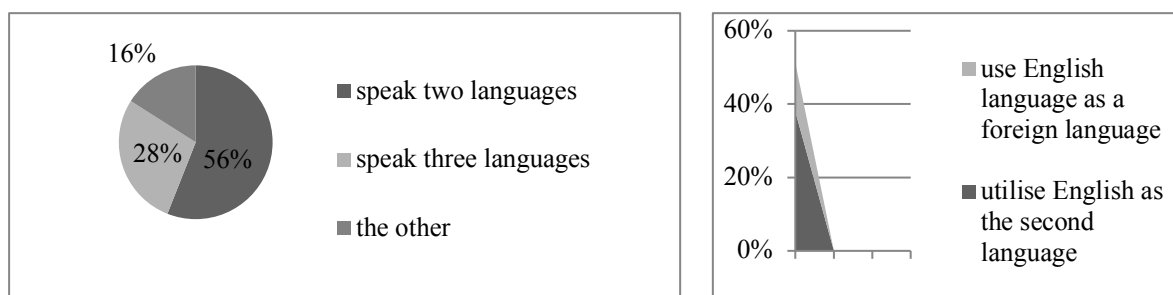 16%
28%
56%
speak two languages
speak three languages
the other
60%
40%
20%
0%
use English
language as a
foreign language
utilise English as
the second
language